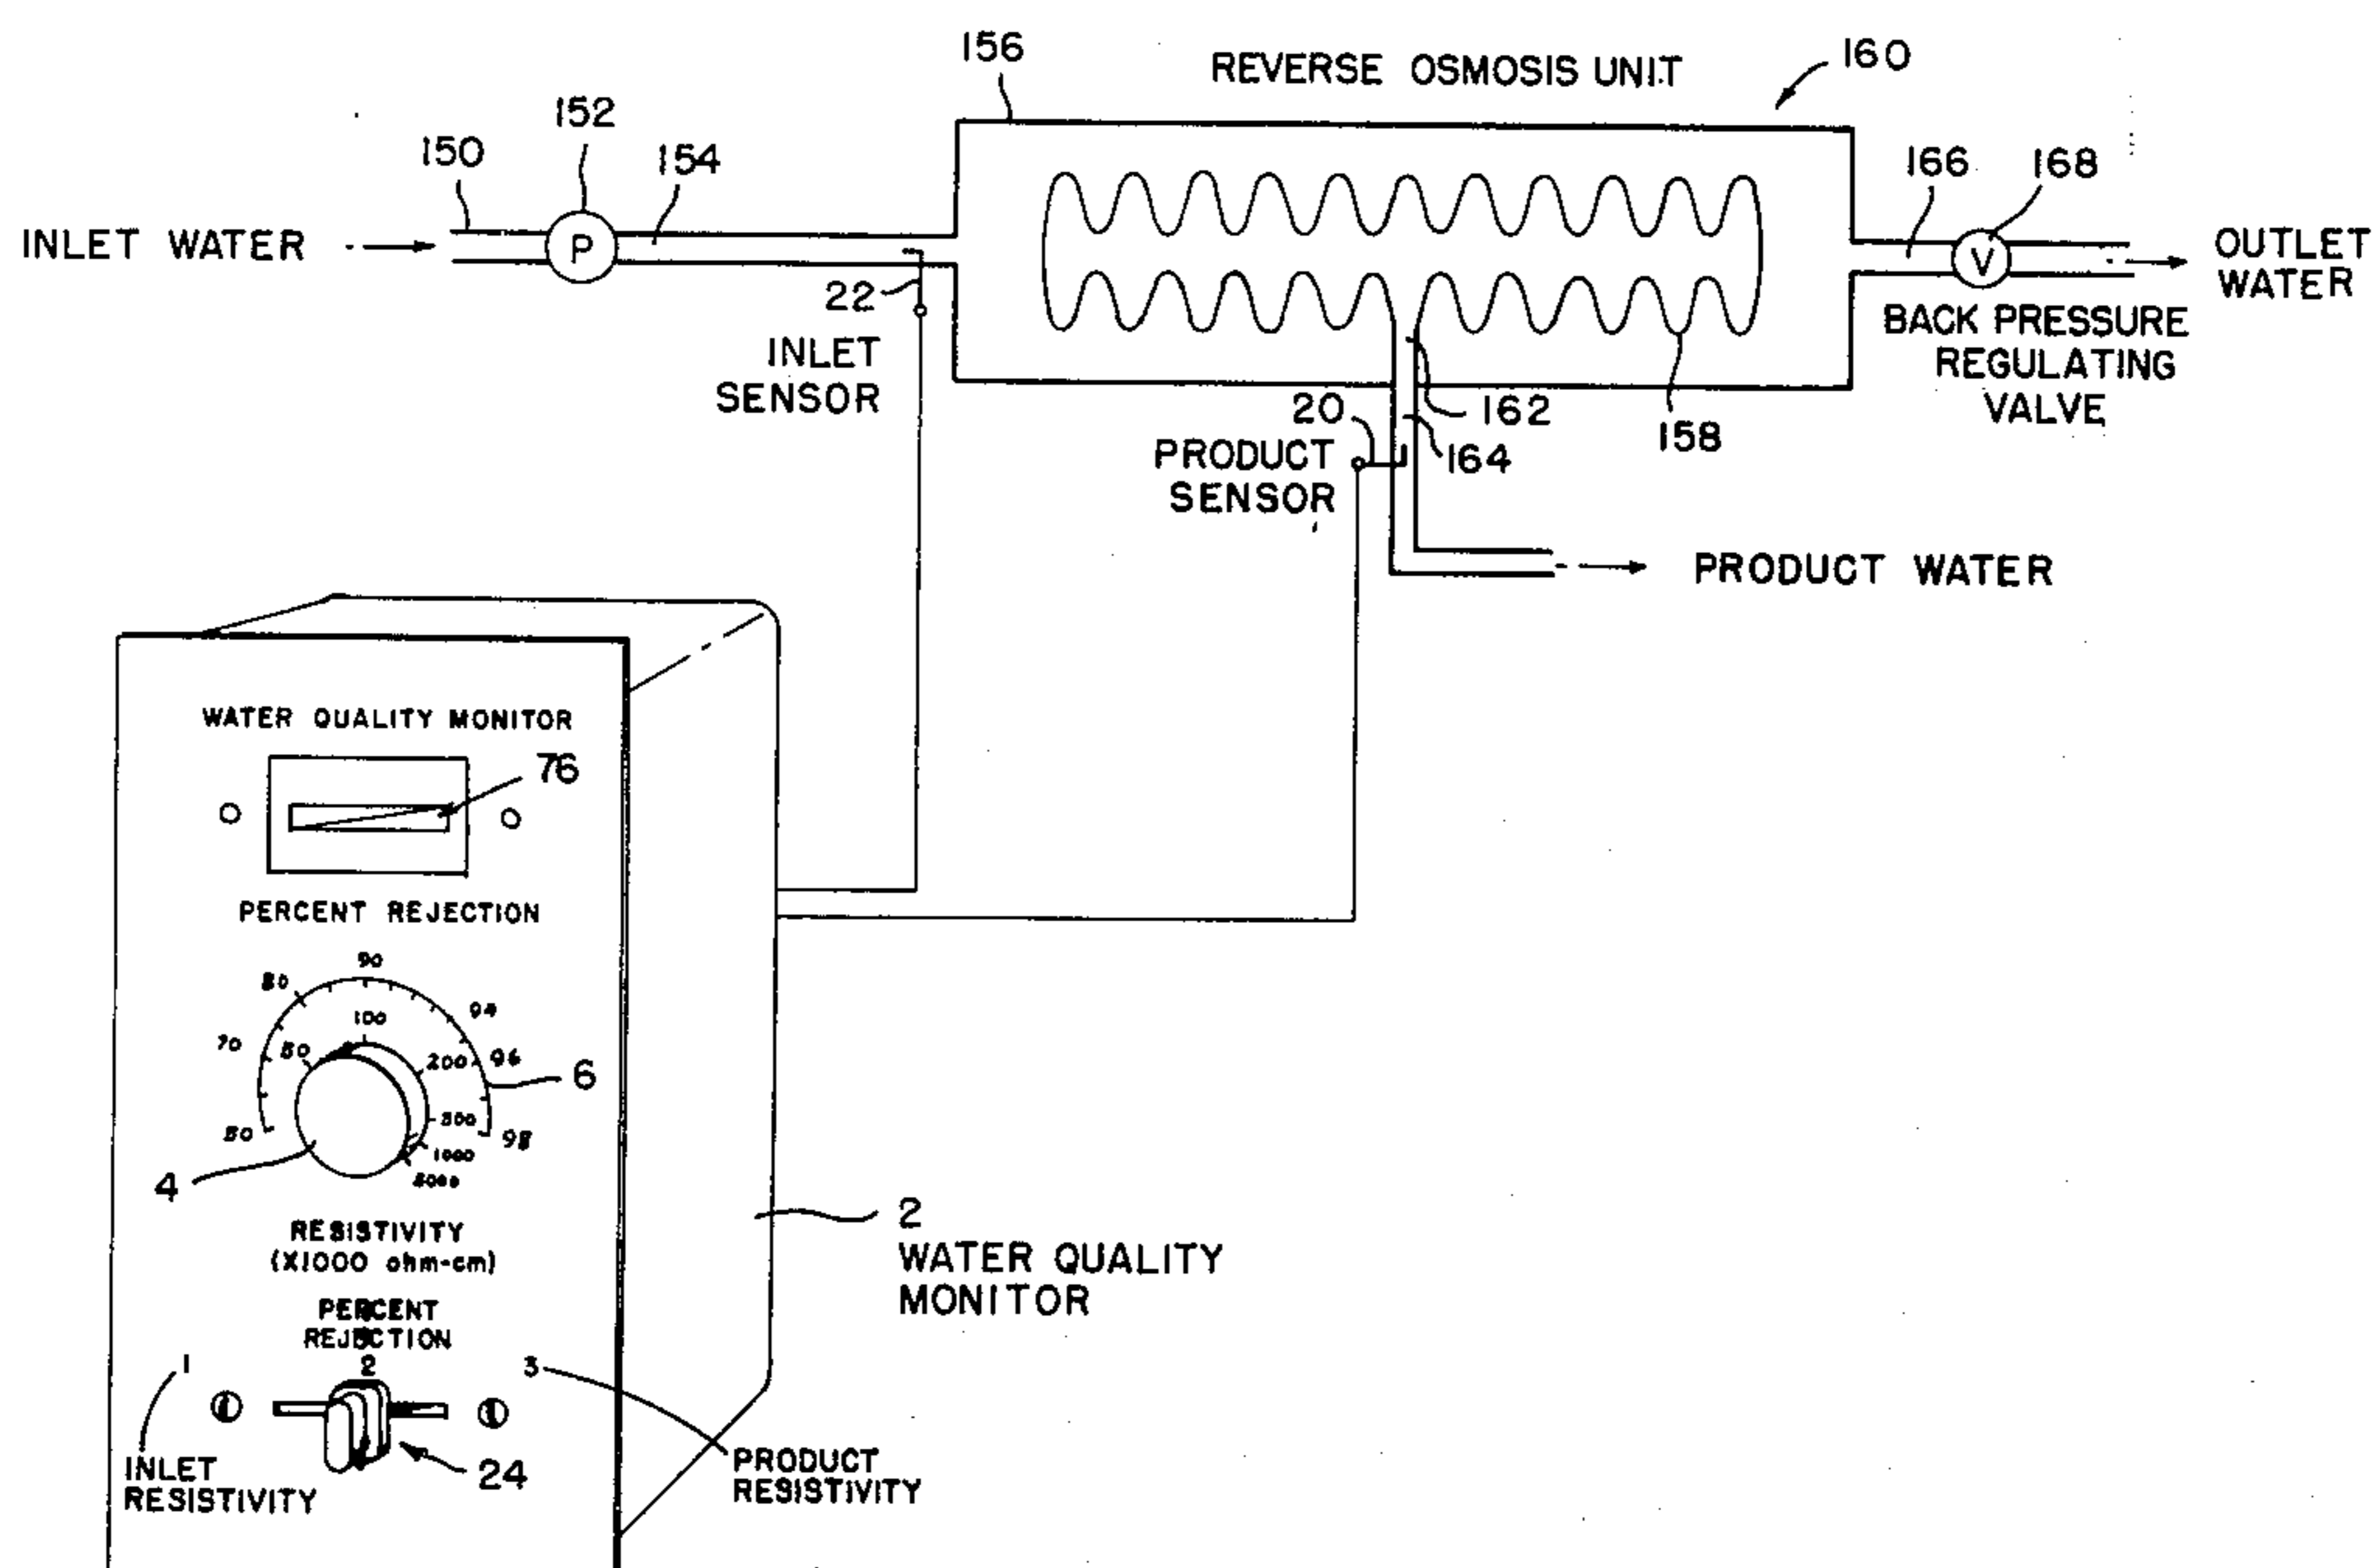 156
REVERSE OSMOSIS UNIT
160
152
150
154
166
168
INLET WATER
P
V
OUTLET
WATER
22
INLET
SENSOR
BACK PRESSURE
REGULATING
VALVE
20
162
158
PRODUCT
SENSOR
164
PRODUCT WATER
WATER QUALITY MONITOR
76
PERCENT REJECTION
90
80
94
100
70
50
200
96
6
500
98
50
1000
5000
4
RESISTIVITY
(X1000 ohm-cm)
2
WATER QUALITY
MONITOR
PERCENT
REJECTION
1
2
3
INLET
RESISTIVITY
24
PRODUCT
RESISTIVITY